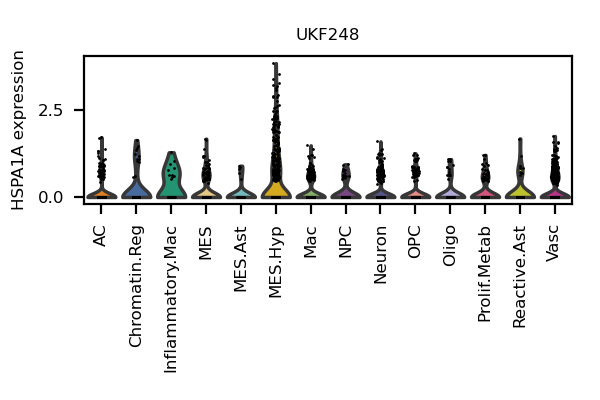 UKF248
HSPA1A expression
2.5
0.0
AC
Chromatin.Reg
Inflammatory.Mac
MES
MES.Ast
MES.Hyp
Mac
NPC
Neuron
OPC
Oligo
Prolif.Metab
Reactive.Ast
Vasc